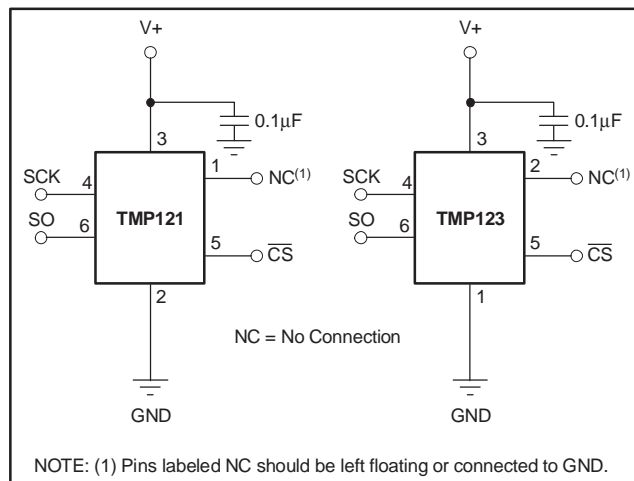 V+
0.1µF
3
SCK
4
1
NC(1)
SO
6
TMP121
5
CS
2
GND
V+
0.1µF
3
SCK
4
2
NC(1)
SO
6
TMP123
5
CS
1
GND
NC = No Connection
NOTE: (1) Pins labeled NC should be left floating or connected to GND.